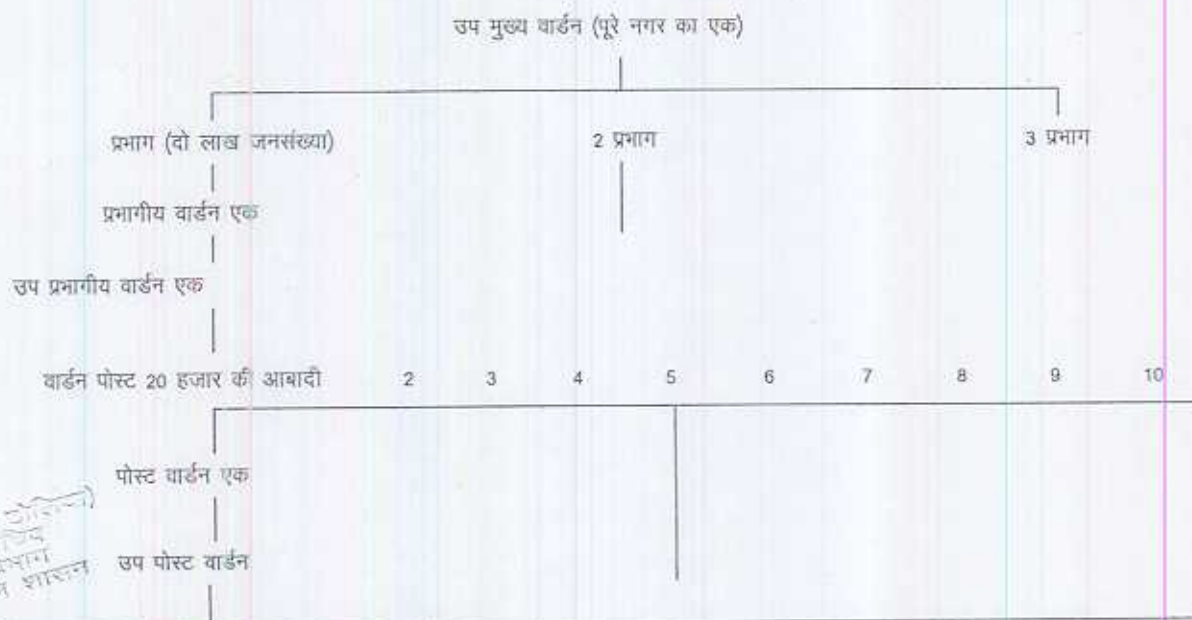 उप मुख्य वार्डन (पूरे नगर का एक)
प्रभाग (दो लाख जनसंख्या) 2 प्रभाग 3 प्रभाग
प्रभागीय वार्डन एक
उप प्रभागीय वार्डन एक
वार्डन पोस्ट 20 हजार की आबादी 2 3 4 5 6 7 8 9 10
पोस्ट वार्डन एक
उप पोस्ट वार्डन
शासन